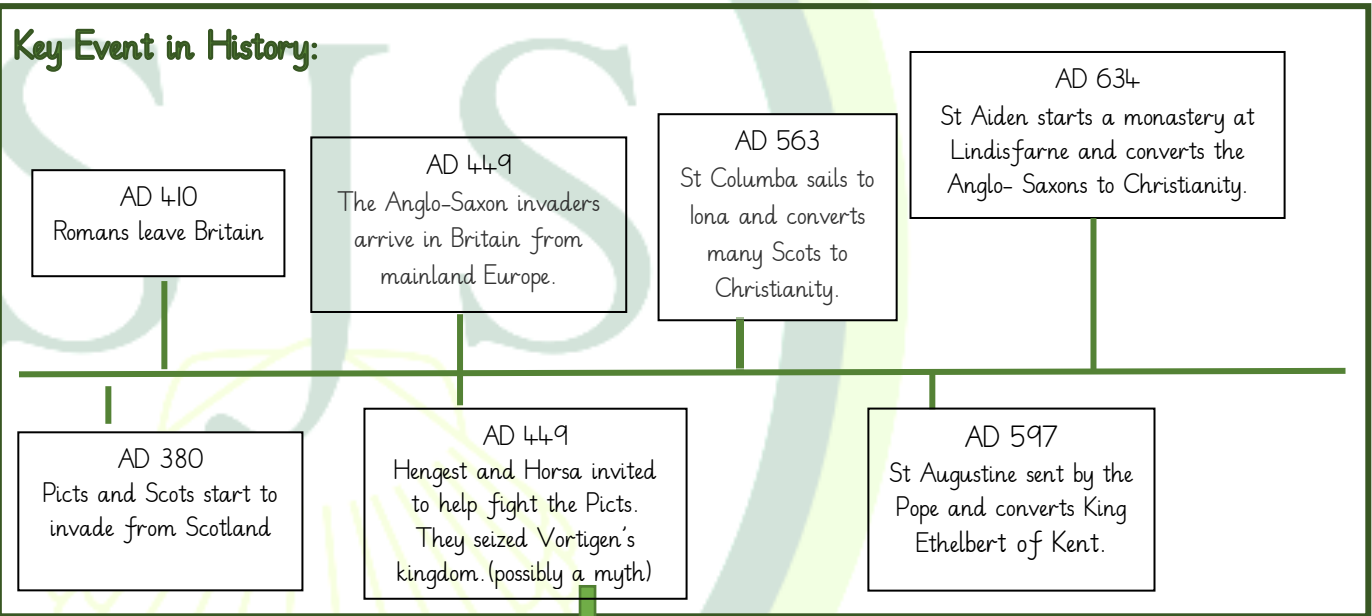 Key Event in History:
AD 410
Romans leave Britain
AD 449
The Anglo-Saxon invaders
arrive in Britain from
mainland Europe.
AD 563
St Columba sails to
Iona and converts
many Scots to
Christianity.
AD 634
St Aiden starts a monastery at
Lindisfarne and converts the
Anglo- Saxons to Christianity.
AD 380
Picts and Scots start to
invade from Scotland
AD 449
Hengest and Horsa invited
to help fight the Picts.
They seized Vortigen's
kingdom.(possibly a myth)
AD 597
St Augustine sent by the
Pope and converts King
Ethelbert of Kent.
SJS